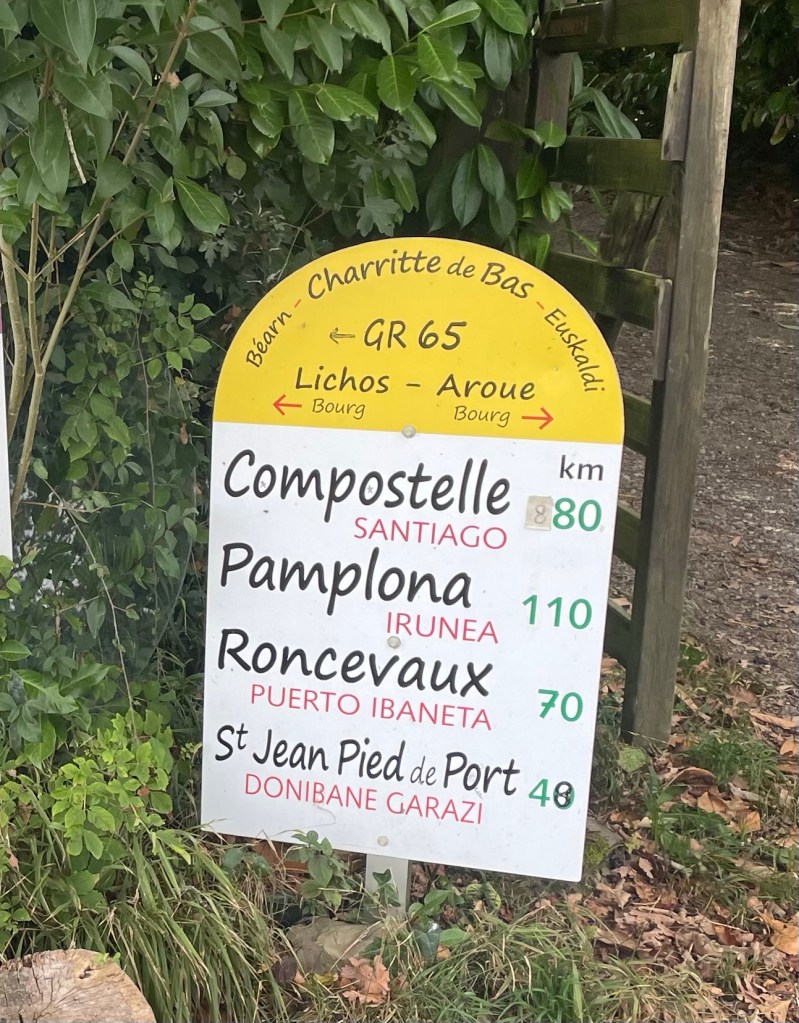 Béarn - Charritte de Bas - Euskaldi
← GR 65
Lichos - Aroue
← Bourg Bourg →
km
Compostelle 880
SANTIAGO
Pamplona 110
IRUNEA
Roncevaux 70
PUERTO IBANETA
St Jean Pied de Port 48
DONIBANE GARAZI